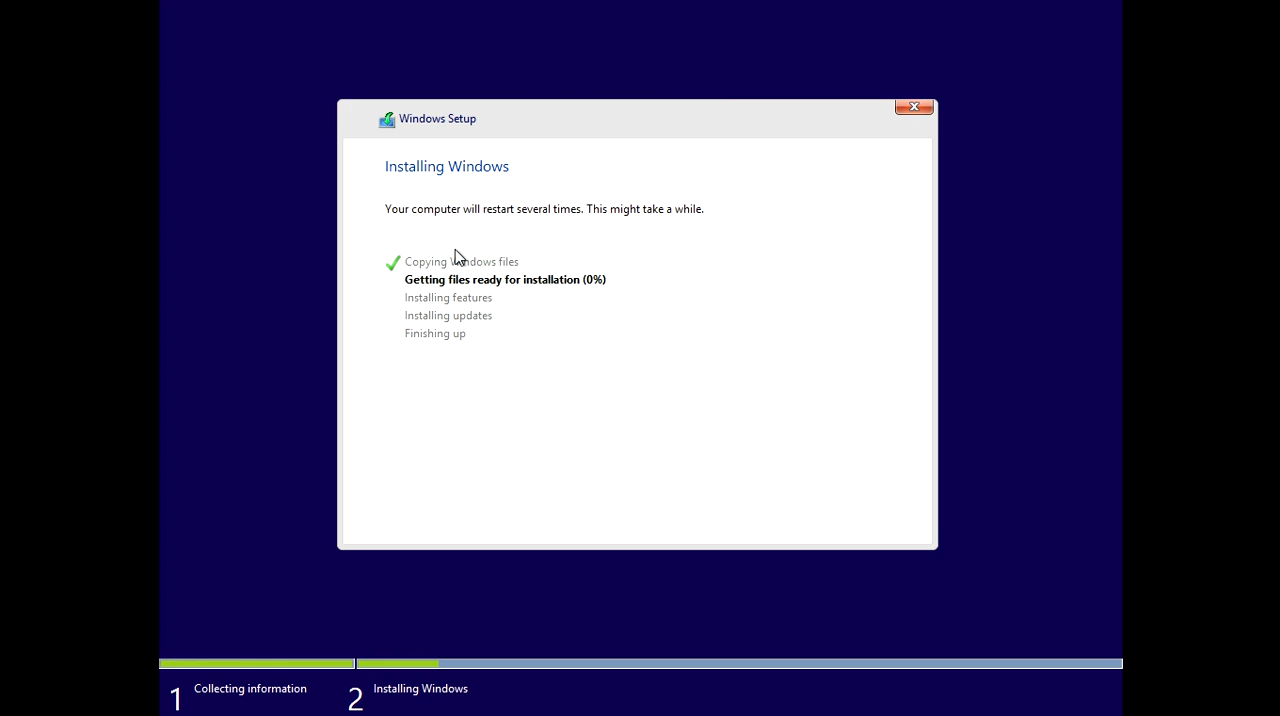 Windows Setup
Installing Windows
Your computer will restart several times. This might take a while.
Copying Windows files
Getting files ready for installation (0%)
Installing features
Installing updates
Finishing up
1 Collecting information
2 Installing Windows